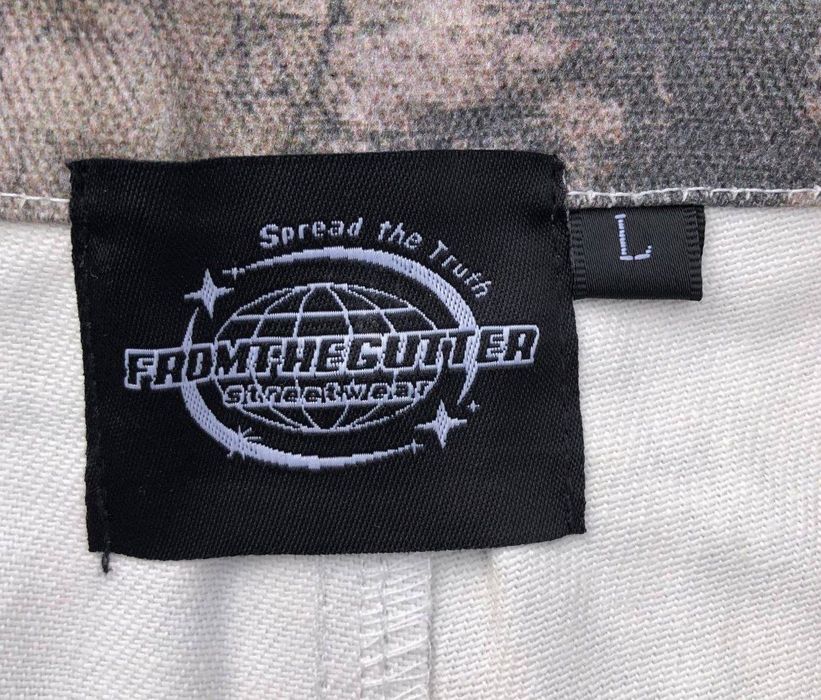 Spread the Truth
FROMTHEGUTTER
streetwear
L